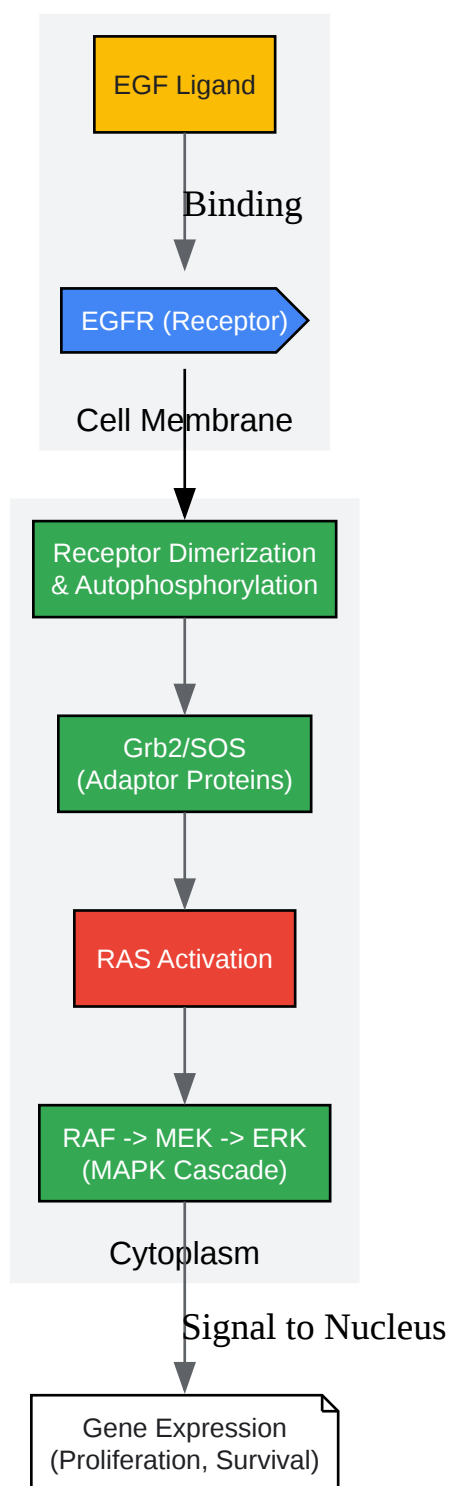 EGF Ligand
Binding
EGFR (Receptor)
Cell Membrane
Receptor Dimerization
& Autophosphorylation
Grb2/SOS
(Adaptor Proteins)
RAS Activation
RAF -> MEK -> ERK
(MAPK Cascade)
Cytoplasm
Signal to Nucleus
Gene Expression
(Proliferation, Survival)